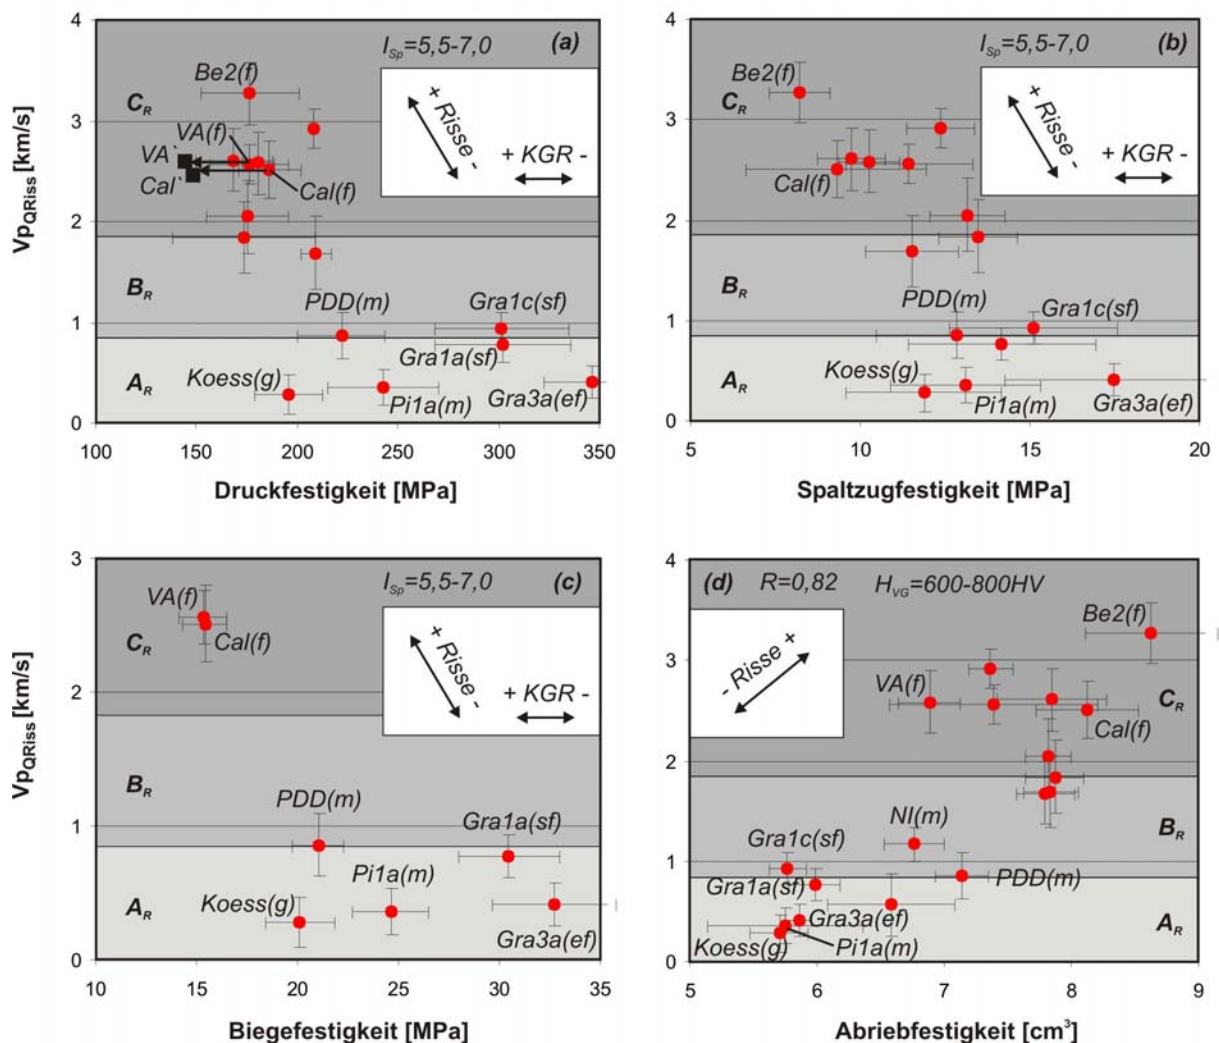 Vp_QRiss [km/s]
4
3
2
1
0
I_Sp=5,5-7,0
(a)
C_R
B_R
A_R
Be2(f)
VA(f)
VA`
Cal`
Cal(f)
PDD(m)
Gra1c(sf)
Gra1a(sf)
Koess(g)
Pi1a(m)
Gra3a(ef)
+ Risse -
+ KGR -
100 150 200 250 300 350
Druckfestigkeit [MPa]
4
3
2
1
0
I_Sp=5,5-7,0
(b)
Be2(f)
C_R
Cal(f)
B_R
A_R
PDD(m)
Gra1c(sf)
Koess(g)
Pi1a(m)
Gra3a(ef)
+ Risse -
+ KGR -
5 10 15 20
Spaltzugfestigkeit [MPa]
Vp_QRiss [km/s]
3
2
1
0
I_Sp=5,5-7,0
(c)
VA(f)
C_R
Cal(f)
B_R
A_R
PDD(m)
Gra1a(sf)
Pi1a(m)
Koess(g)
Gra3a(ef)
+ Risse -
+ KGR -
10 15 20 25 30 35
Biegefestigkeit [MPa]
4
3
2
1
0
(d)
R=0,82
H_VG=600-800HV
Be2(f)
- Risse +
VA(f)
C_R
Cal(f)
NI(m)
B_R
Gra1c(sf)
Gra1a(sf)
PDD(m)
Gra3a(ef)
A_R
Koess(g)
Pi1a(m)
5 6 7 8 9
Abriebfestigkeit [cm³]